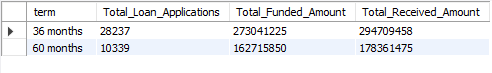 term Total_Loan_Applications Total_Funded_Amount Total_Received_Amount
36 months 28237 273041225 294709458
60 months 10339 162715850 178361475